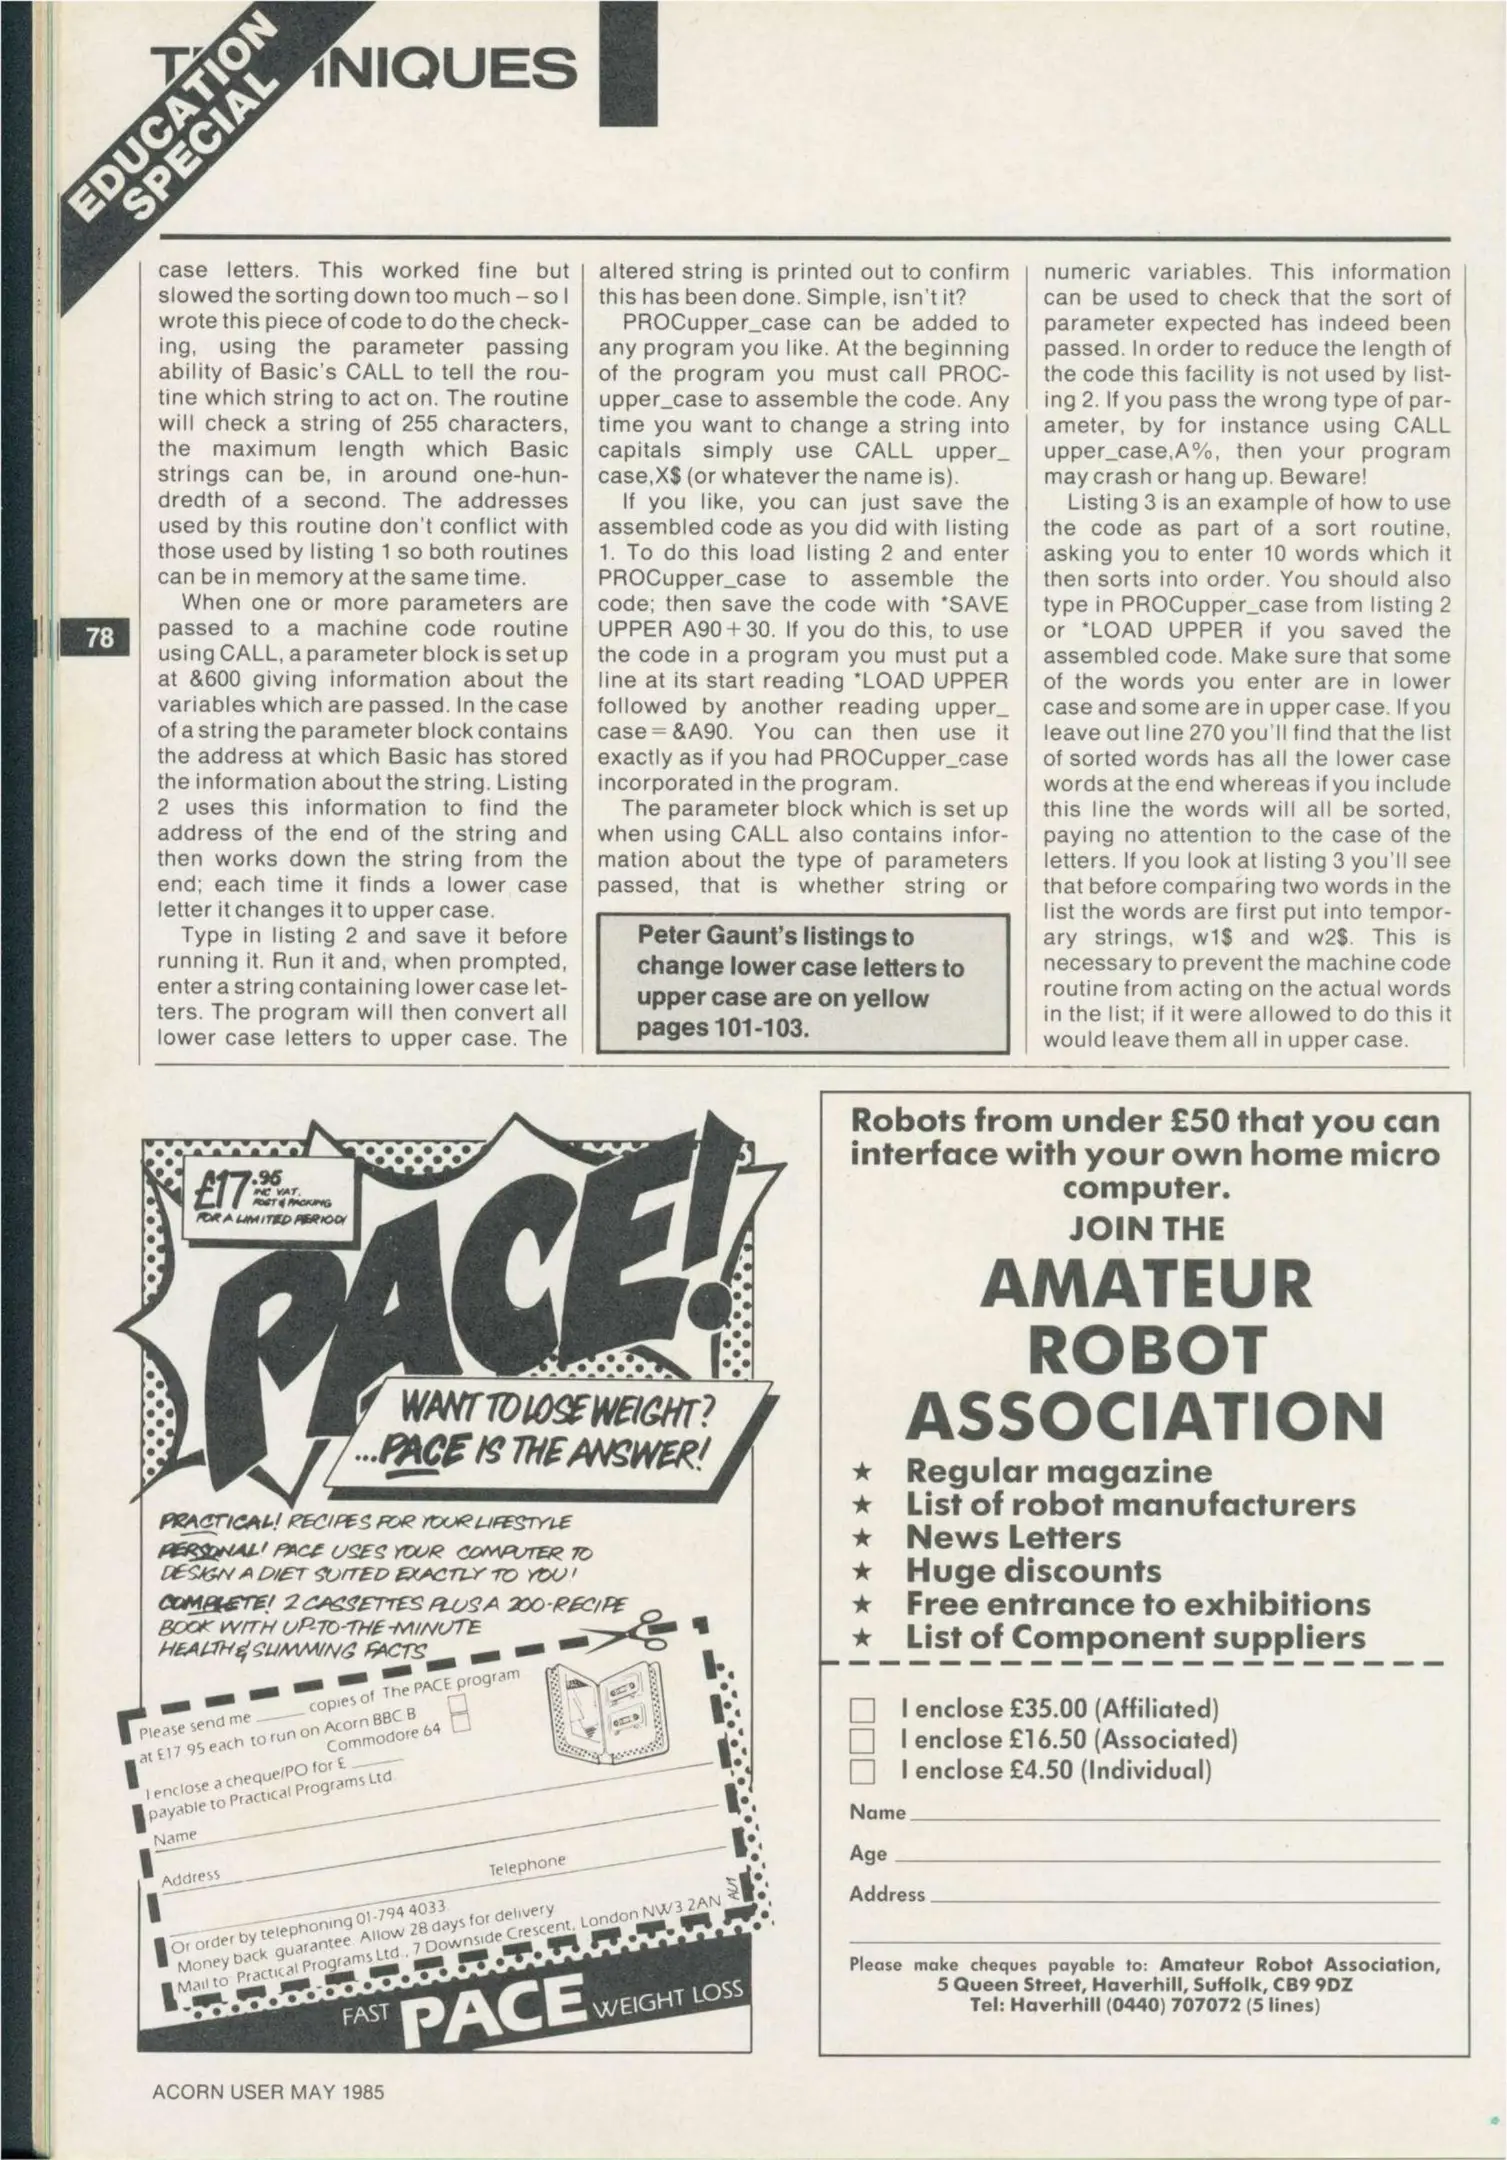 TECHNIQUES
EDUCATION
SPECIAL
case letters. This worked fine but
slowed the sorting down too much – so I
wrote this piece of code to do the check-
ing, using the parameter passing
ability of Basic's CALL to tell the rou-
tine which string to act on. The routine
will check a string of 255 characters,
the maximum length which Basic
strings can be, in around one-hun-
dredth of a second. The addresses
used by this routine don't conflict with
those used by listing 1 so both routines
can be in memory at the same time.
When one or more parameters are
passed to a machine code routine
using CALL, a parameter block is set up
at &600 giving information about the
variables which are passed. In the case
of a string the parameter block contains
the address at which Basic has stored
the information about the string. Listing
2 uses this information to find the
address of the end of the string and
then works down the string from the
end; each time it finds a lower case
letter it changes it to upper case.
Type in listing 2 and save it before
running it. Run it and, when prompted,
enter a string containing lower case let-
ters. The program will then convert all
lower case letters to upper case. The
78
altered string is printed out to confirm
this has been done. Simple, isn't it?
PROCupper_case can be added to
any program you like. At the beginning
of the program you must call PROC-
upper_case to assemble the code. Any
time you want to change a string into
capitals simply use CALL upper_
case,X$ (or whatever the name is).
If you like, you can just save the
assembled code as you did with listing
1. To do this load listing 2 and enter
PROCupper_case to assemble the
code; then save the code with *SAVE
UPPER A90+30. If you do this, to use
the code in a program you must put a
line at its start reading *LOAD UPPER
followed by another reading upper_
case=&A90. You can then use it
exactly as if you had PROCupper_case
incorporated in the program.
The parameter block which is set up
when using CALL also contains infor-
mation about the type of parameters
passed, that is whether string or
Peter Gaunt's listings to
change lower case letters to
upper case are on yellow
pages 101-103.
numeric variables. This information
can be used to check that the sort of
parameter expected has indeed been
passed. In order to reduce the length of
the code this facility is not used by list-
ing 2. If you pass the wrong type of par-
ameter, by for instance using CALL
upper_case,A%, then your program
may crash or hang up. Beware!
Listing 3 is an example of how to use
the code as part of a sort routine,
asking you to enter 10 words which it
then sorts into order. You should also
type in PROCupper_case from listing 2
or *LOAD UPPER if you saved the
assembled code. Make sure that some
of the words you enter are in lower
case and some are in upper case. If you
leave out line 270 you'll find that the list
of sorted words has all the lower case
words at the end whereas if you include
this line the words will all be sorted,
paying no attention to the case of the
letters. If you look at listing 3 you'll see
that before comparing two words in the
list the words are first put into tempor-
ary strings, w1$ and w2$. This is
necessary to prevent the machine code
routine from acting on the actual words
in the list; if it were allowed to do this it
would leave them all in upper case.
£17.95
INC VAT.
POST & PACKING
FOR A LIMITED PERIOD!
PACE!
WANT TO LOSE WEIGHT?
...PACE IS THE ANSWER!
PRACTICAL! RECIPES FOR YOUR LIFESTYLE
PERSONAL! PACE USES YOUR COMPUTER TO
DESIGN A DIET SUITED EXACTLY TO YOU!
COMPLETE! 2 CASSETTES PLUS A 200-RECIPE
BOOK WITH UP-TO-THE-MINUTE
HEALTH & SLIMMING FACTS
Please send me ____ copies of The PACE program
at £17 95 each to run on Acorn BBC B
Commodore 64
I enclose a cheque/PO for £
payable to Practical Programs Ltd.
Name
Address
Telephone
Or order by telephoning 01-794 4033
Money back guarantee. Allow 28 days for delivery
Mail to Practical Programs Ltd., 7 Downside Crescent, London NW3 2AN
AU1
FAST PACE WEIGHT LOSS
Robots from under £50 that you can
interface with your own home micro
computer.
JOIN THE
AMATEUR
ROBOT
ASSOCIATION
★ Regular magazine
★ List of robot manufacturers
★ News Letters
★ Huge discounts
★ Free entrance to exhibitions
★ List of Component suppliers
I enclose £35.00 (Affiliated)
I enclose £16.50 (Associated)
I enclose £4.50 (Individual)
Name
Age
Address
Please make cheques payable to: Amateur Robot Association,
5 Queen Street, Haverhill, Suffolk, CB9 9DZ
Tel: Haverhill (0440) 707072 (5 lines)
ACORN USER MAY 1985